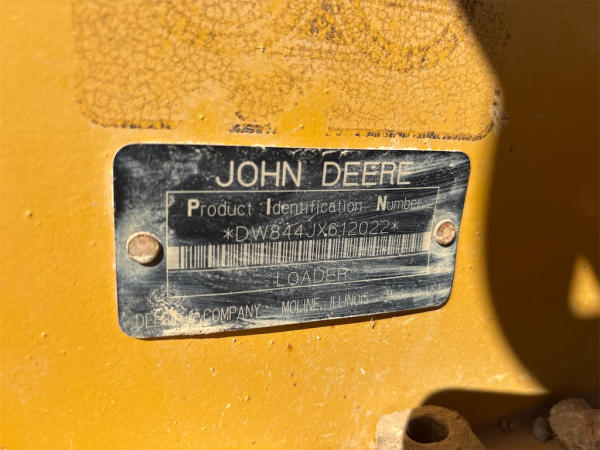 JOHN DEERE
Product Identification Number
*DW844JX612022*
LOADER
DEERE & COMPANY MOLINE, ILLINOIS